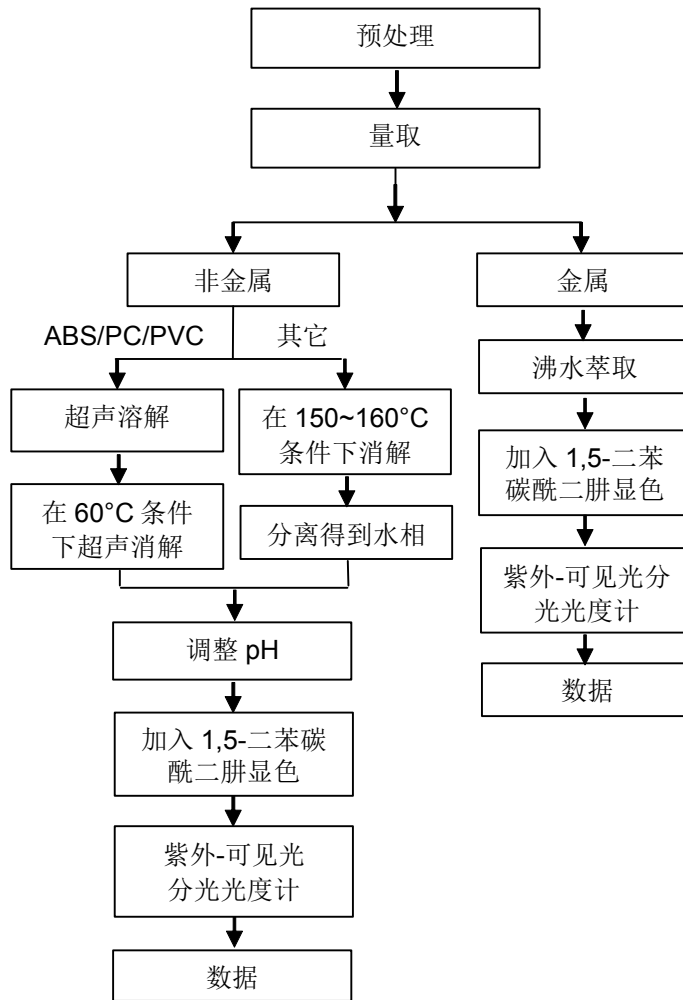 预处理
量取
非金属
金属
ABS/PC/PVC
其它
超声溶解
在 60°C 条件
下超声消解
在 150~160°C
条件下消解
分离得到水相
调整 pH
加入 1,5-二苯碳
酰二肼显色
紫外-可见光
分光光度计
数据
沸水萃取
加入 1,5-二苯
碳酰二肼显色
紫外-可见光分
光光度计
数据